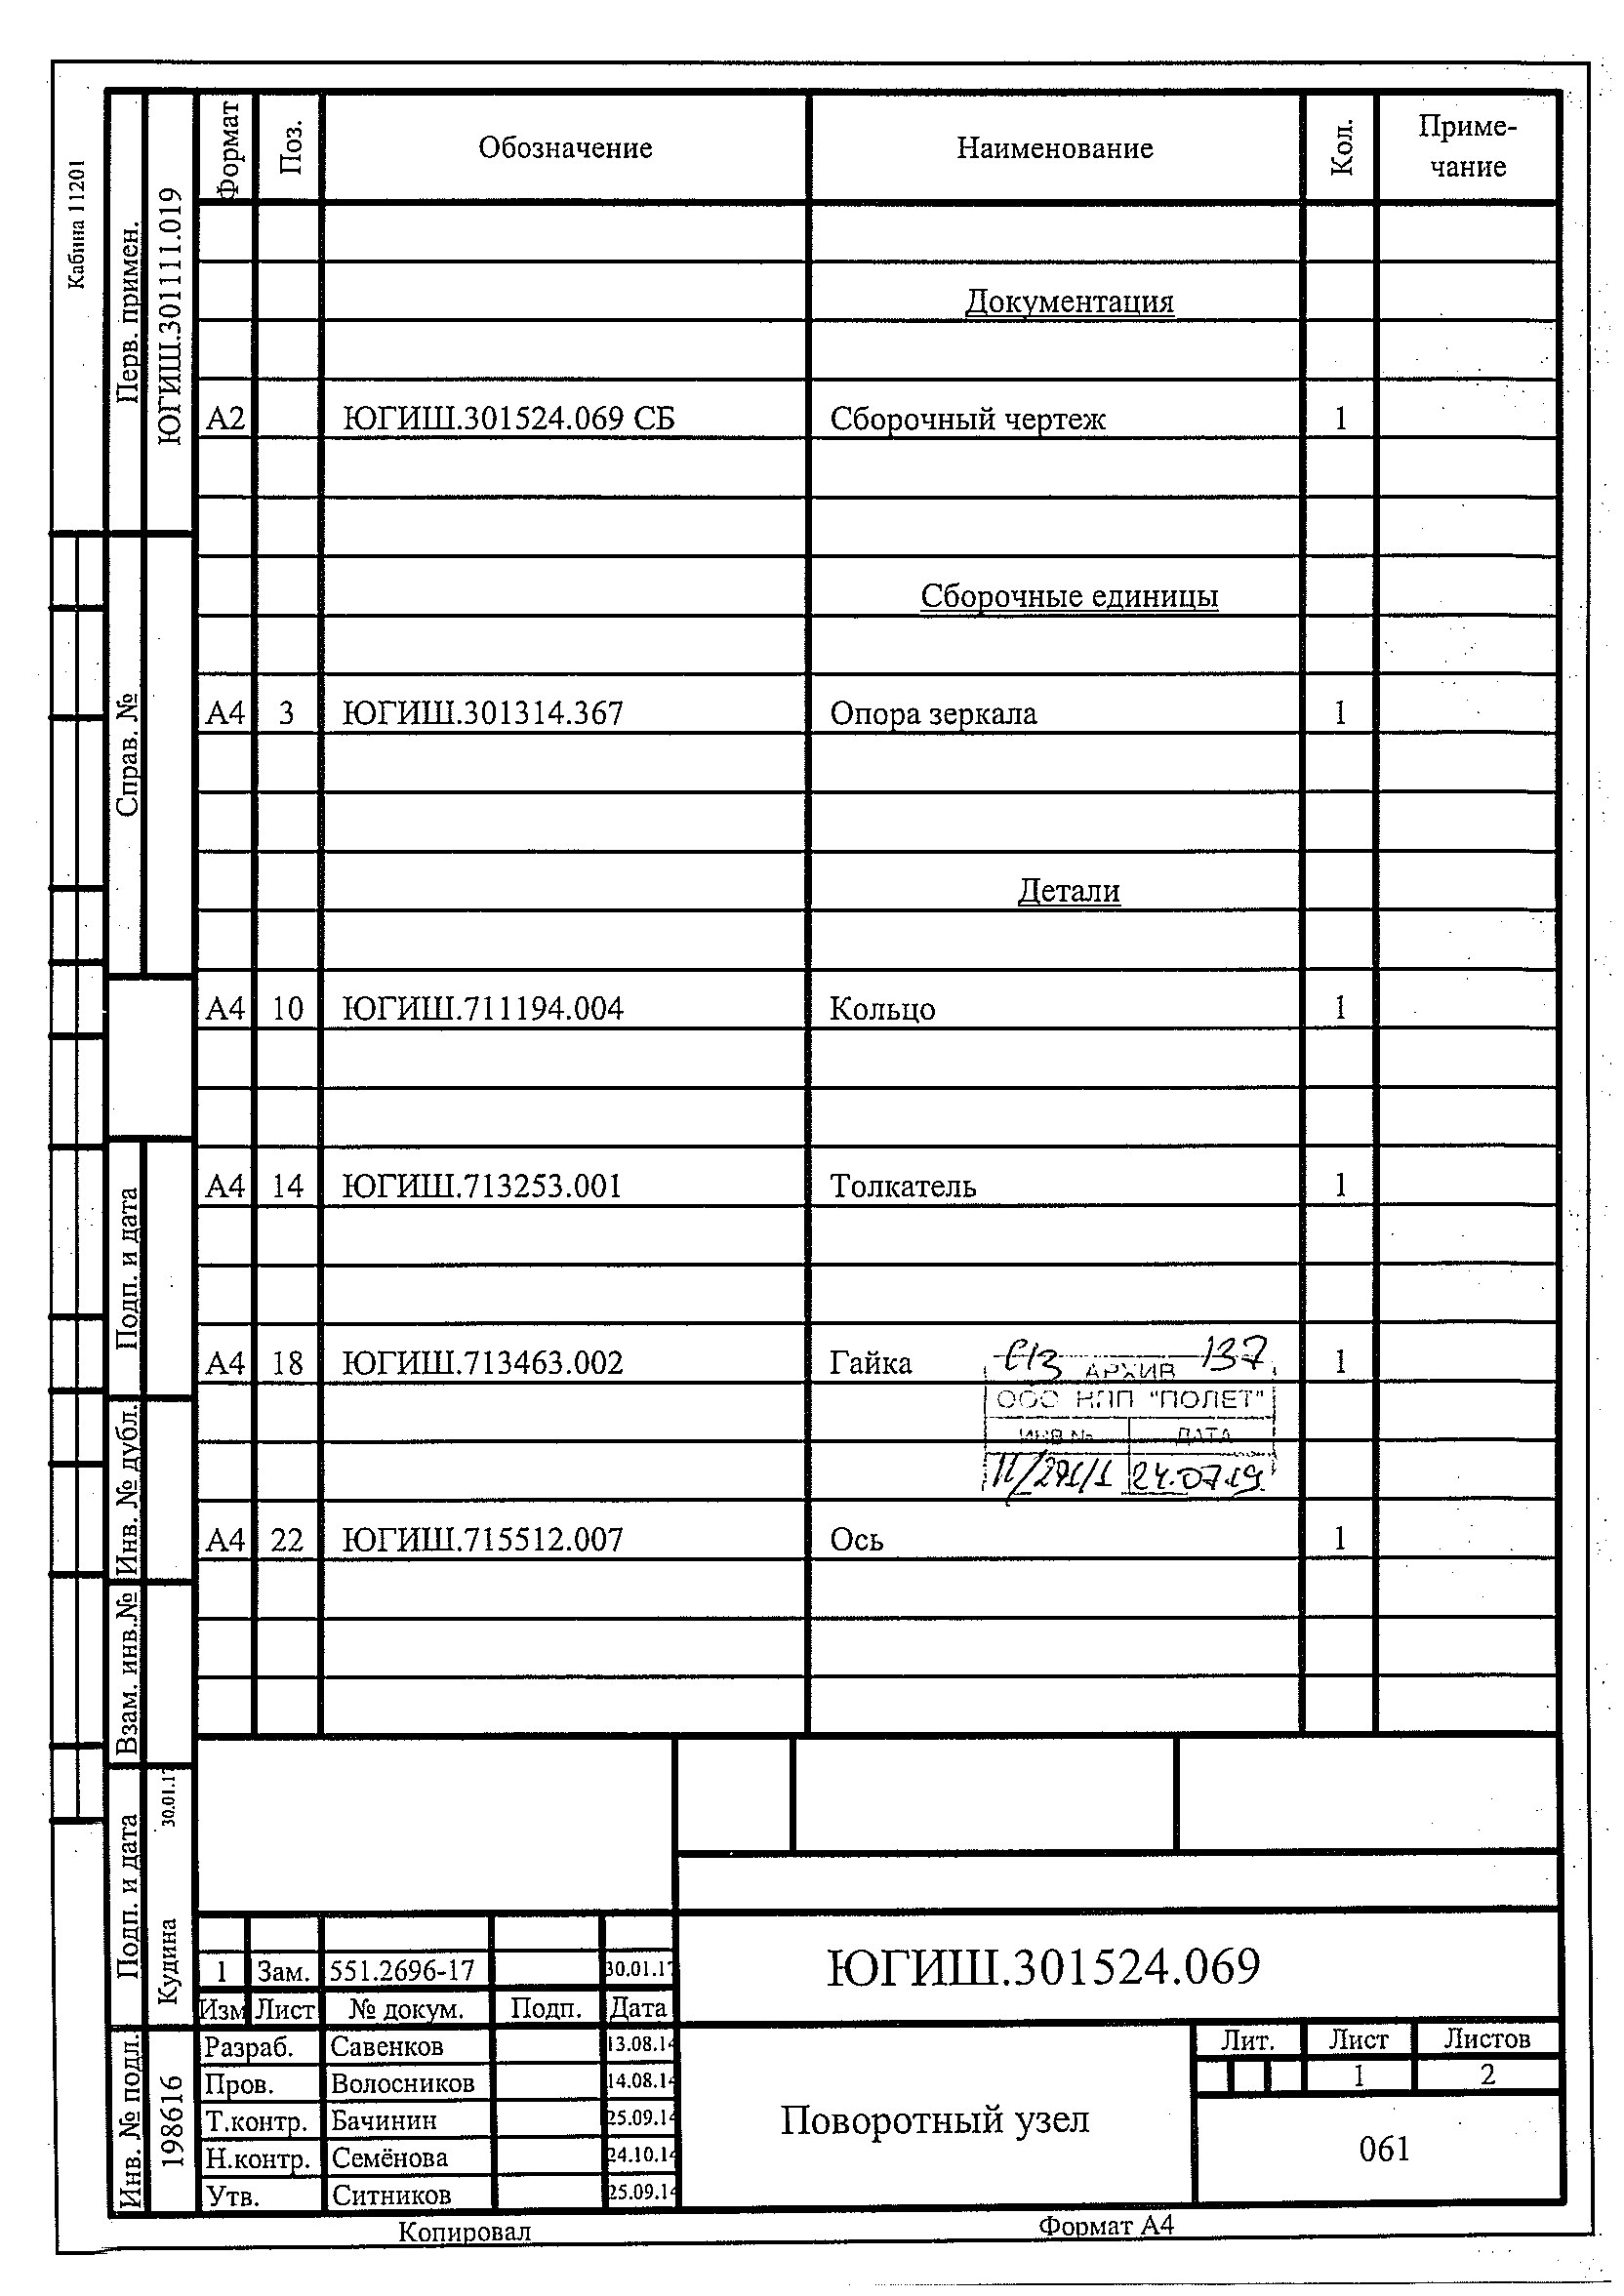 Кабина 11201
Перв. примен.
ЮГИШ.301111.019
Справ. №
Подп. и дата
Инв. № дубл.
Взам. инв.№
Подп. и дата
Кудина 30.01.17
Инв. № подл.
198616
Формат Поз. Обозначение Наименование Кол. Приме-
чание
Документация
А2 ЮГИШ.301524.069 СБ Сборочный чертеж 1
Сборочные единицы
А4 3 ЮГИШ.301314.367 Опора зеркала 1
Детали
А4 10 ЮГИШ.711194.004 Кольцо 1
А4 14 ЮГИШ.713253.001 Толкатель 1
А4 18 ЮГИШ.713463.002 Гайка 1
АРХИВ 137
ООО НПП "ПОЛЕТ"
ИНВ № ДАТА
24.07.19
А4 22 ЮГИШ.715512.007 Ось 1
1 Зам. 551.2696-17 30.01.17
Изм Лист № докум. Подп. Дата
ЮГИШ.301524.069
Разраб. Савенков 13.08.14
Пров. Волосников 14.08.14
Т.контр. Бачинин 25.09.14
Н.контр. Семёнова 24.10.14
Утв. Ситников 25.09.14
Поворотный узел
Лит. Лист Листов
1 2
061
Копировал Формат А4